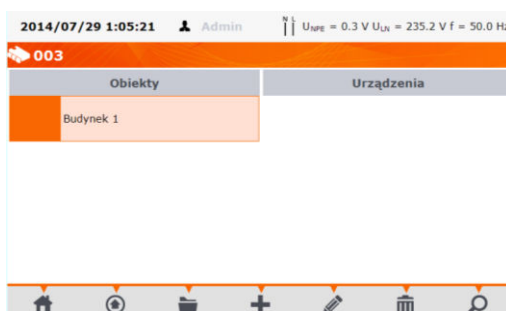 2014/07/29 1:05:21 Admin N L UNPE = 0.3 V ULN = 235.2 V f = 50.0 Hz
003
Obiekty Urządzenia
Budynek 1